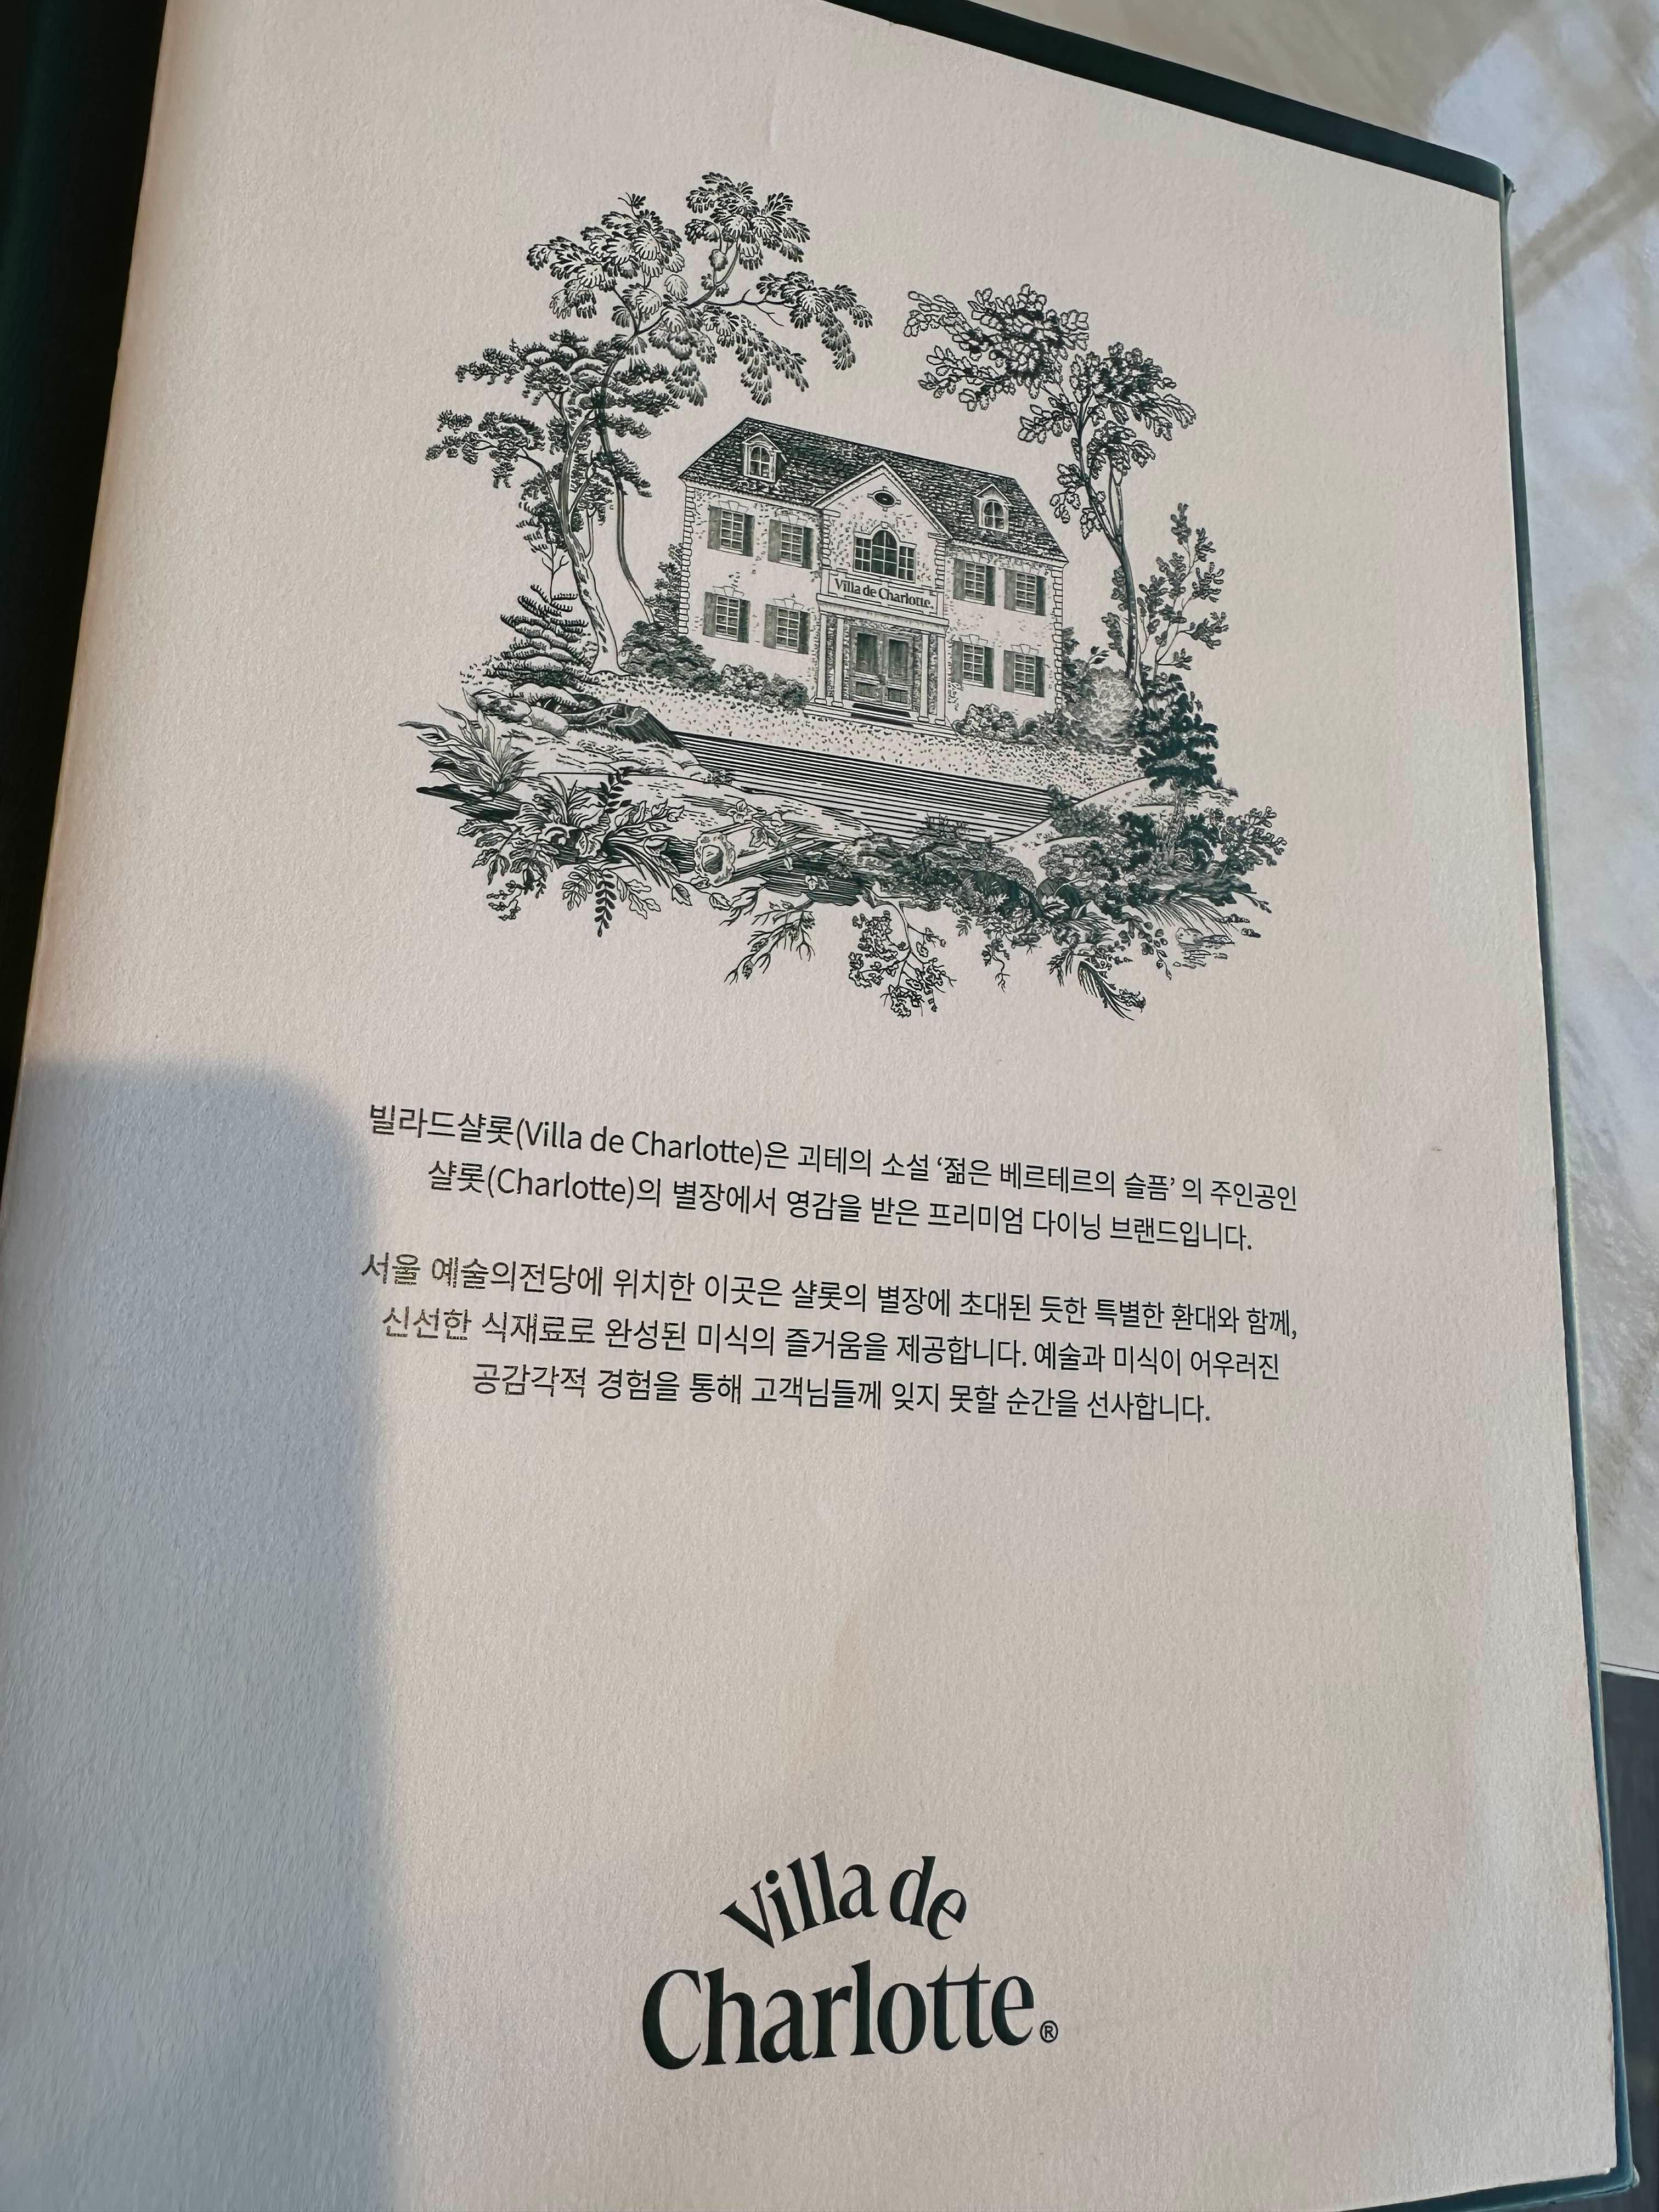 Villa de Charlotte.
빌라드샬롯(Villa de Charlotte)은 괴테의 소설 ‘젊은 베르테르의 슬픔’ 의 주인공인
샬롯(Charlotte)의 별장에서 영감을 받은 프리미엄 다이닝 브랜드입니다.
서울 예술의전당에 위치한 이곳은 샬롯의 별장에 초대된 듯한 특별한 환대와 함께,
신선한 식재료로 완성된 미식의 즐거움을 제공합니다. 예술과 미식이 어우러진
공감각적 경험을 통해 고객님들께 잊지 못할 순간을 선사합니다.
Villa de
Charlotte.®